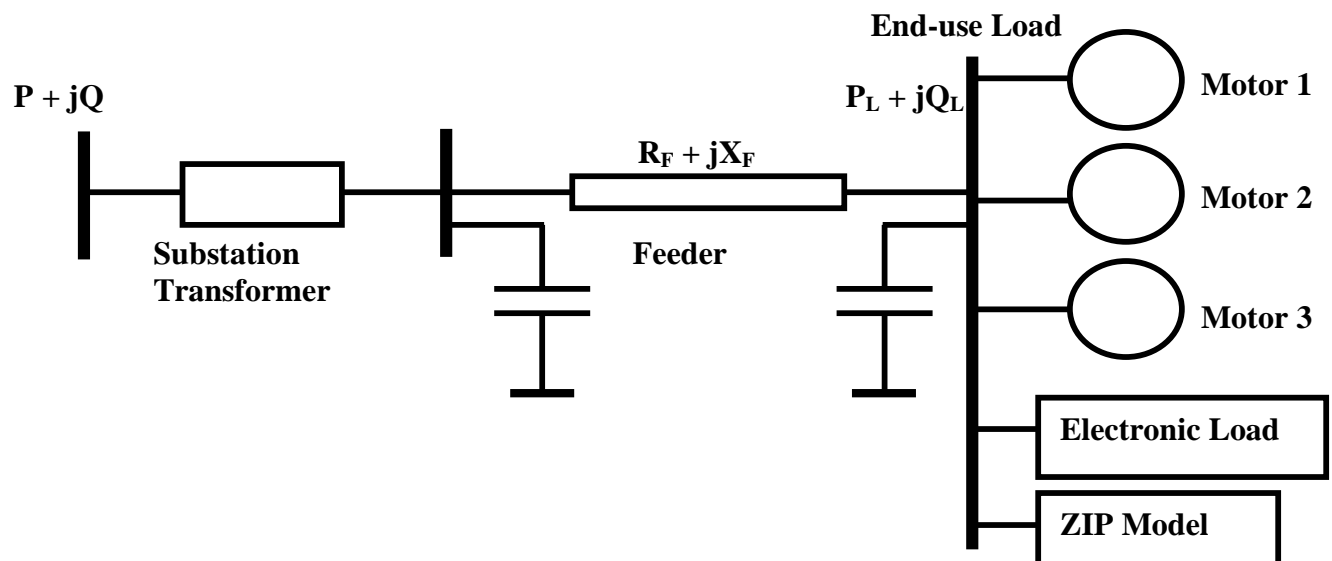 End-use Load
P + jQ
P_L + jQ_L
Motor 1
R_F + jX_F
Motor 2
Substation
Transformer
Feeder
Motor 3
Electronic Load
ZIP Model